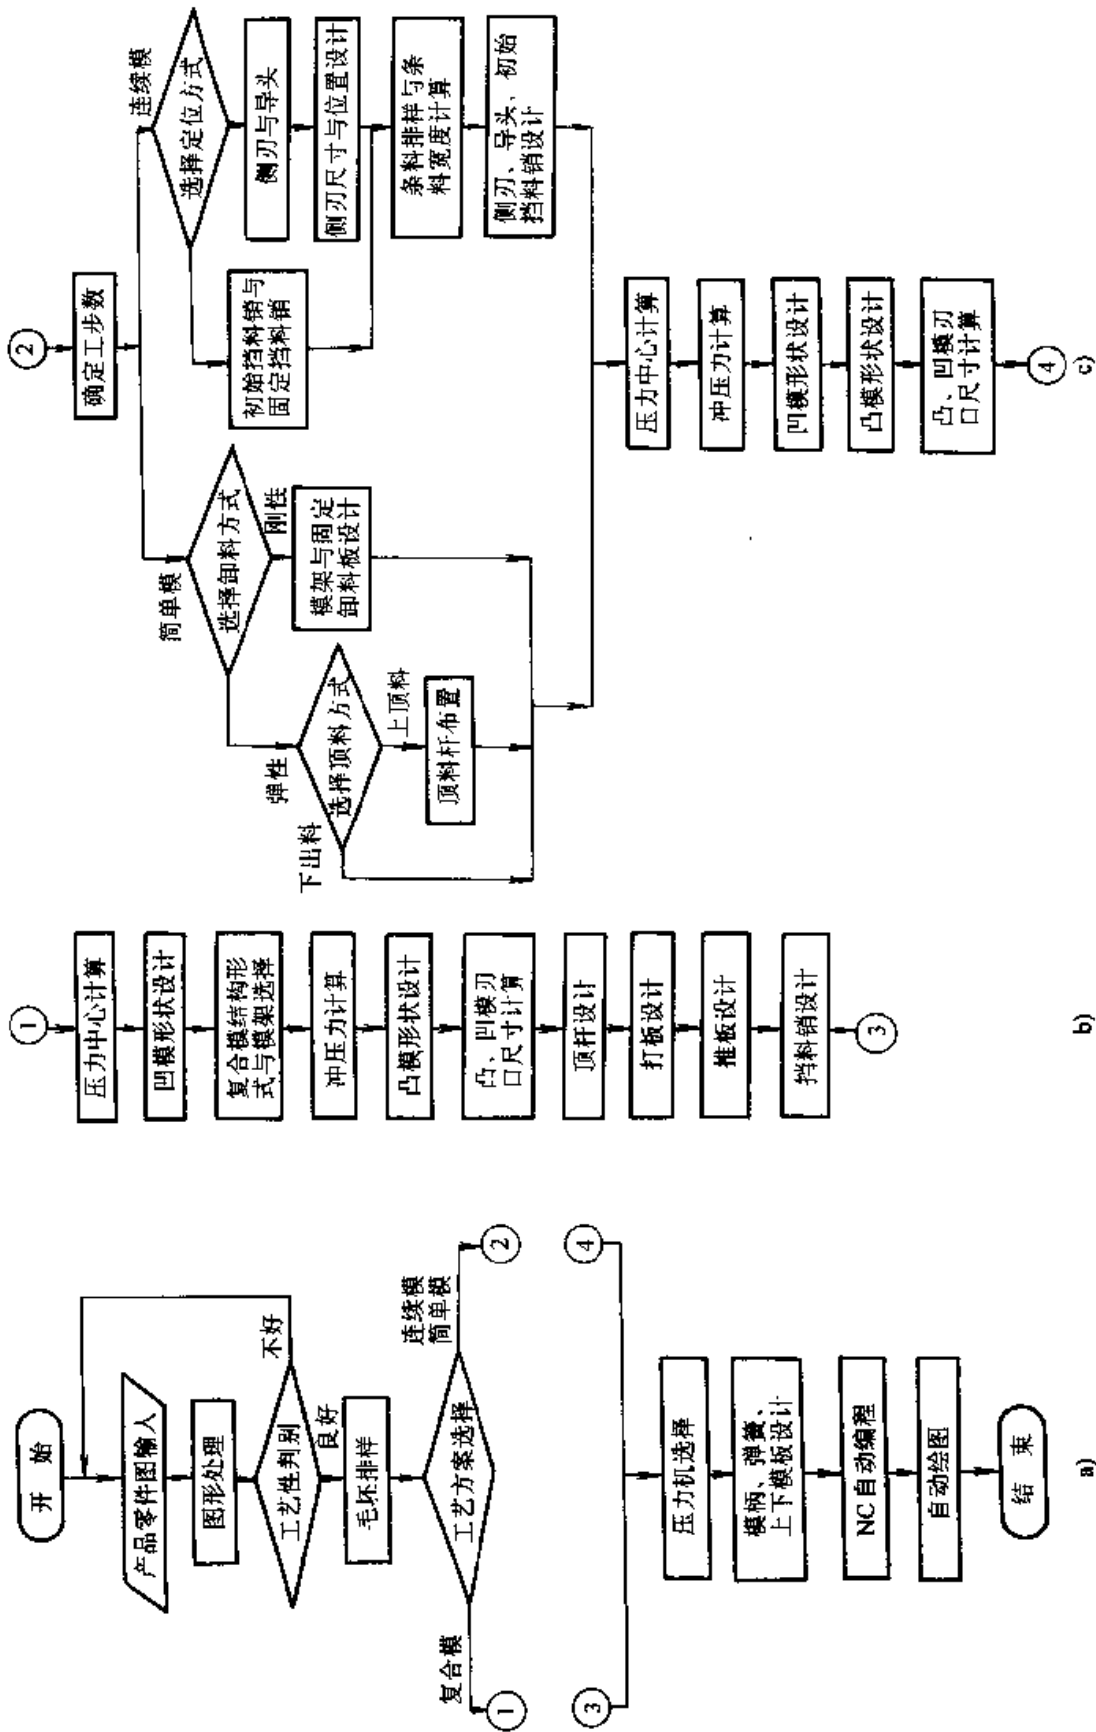 开 始
产品零件图输入
图形处理
工艺性判别
不好
良好
毛坯排样
工艺方案选择
复合模
连续模
简单模
1
2
3
4
压力机选择
模柄、弹簧、
上下模板设计
NC自动编程
自动绘图
结 束
a)
1
压力中心计算
凹模形状设计
复合模结构形
式与模架选择
冲压力计算
凸模形状设计
凸、凹模刃
口尺寸计算
顶杆设计
打板设计
推板设计
挡料销设计
3
b)
2
确定工步数
简单模
连续模
选择卸料方式
弹性
刚性
选择顶料方式
下出料
上顶料
顶料杆布置
模架与固定
卸料板设计
选择定位方式
初始挡料销与
固定挡料销
侧刃与导头
侧刃尺寸与位置设计
条料排样与条
料宽度计算
侧刃、导头、初始
挡料销设计
压力中心计算
冲压力计算
凹模形状设计
凸模形状设计
凸、凹模刃
口尺寸计算
4
c)